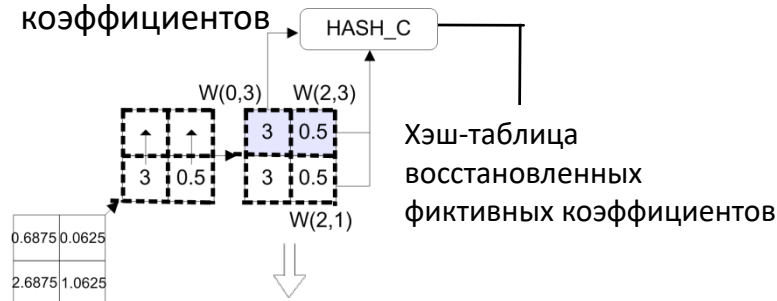 коэффициентов
HASH_C
W(0,3) W(2,3)
3 0.5
3 0.5
3 0.5
W(2,1)
Хэш-таблица
восстановленных
фиктивных коэффициентов
0.6875 0.0625
2.6875 1.0625